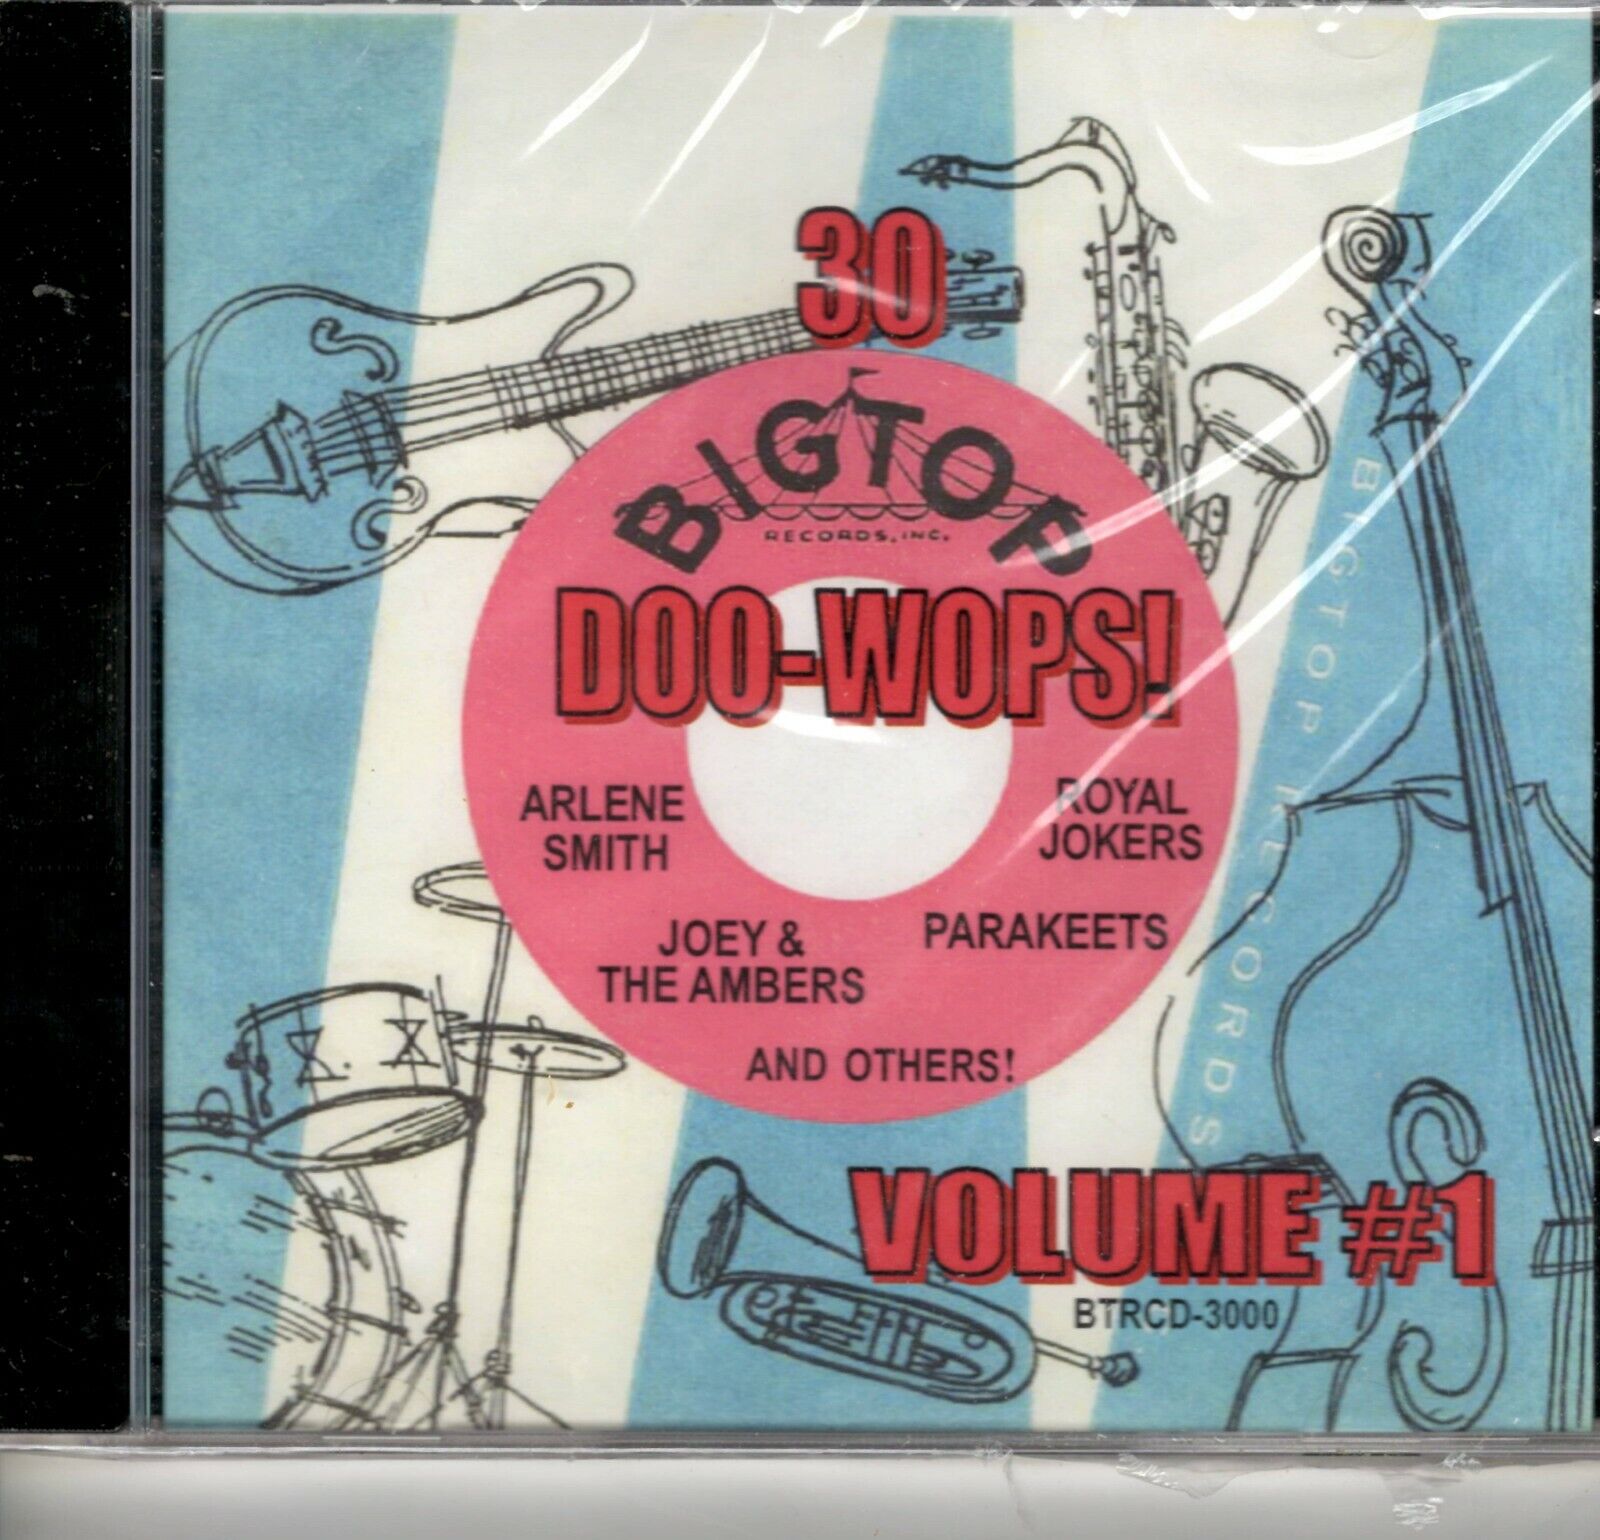 30
BIGTOP
RECORDS, INC.
DOO-WOPS!
ARLENE
SMITH
ROYAL
JOKERS
JOEY &
THE AMBERS
PARAKEETS
AND OTHERS!
BIGTOP RECORDS
VOLUME #1
BTRCD-3000